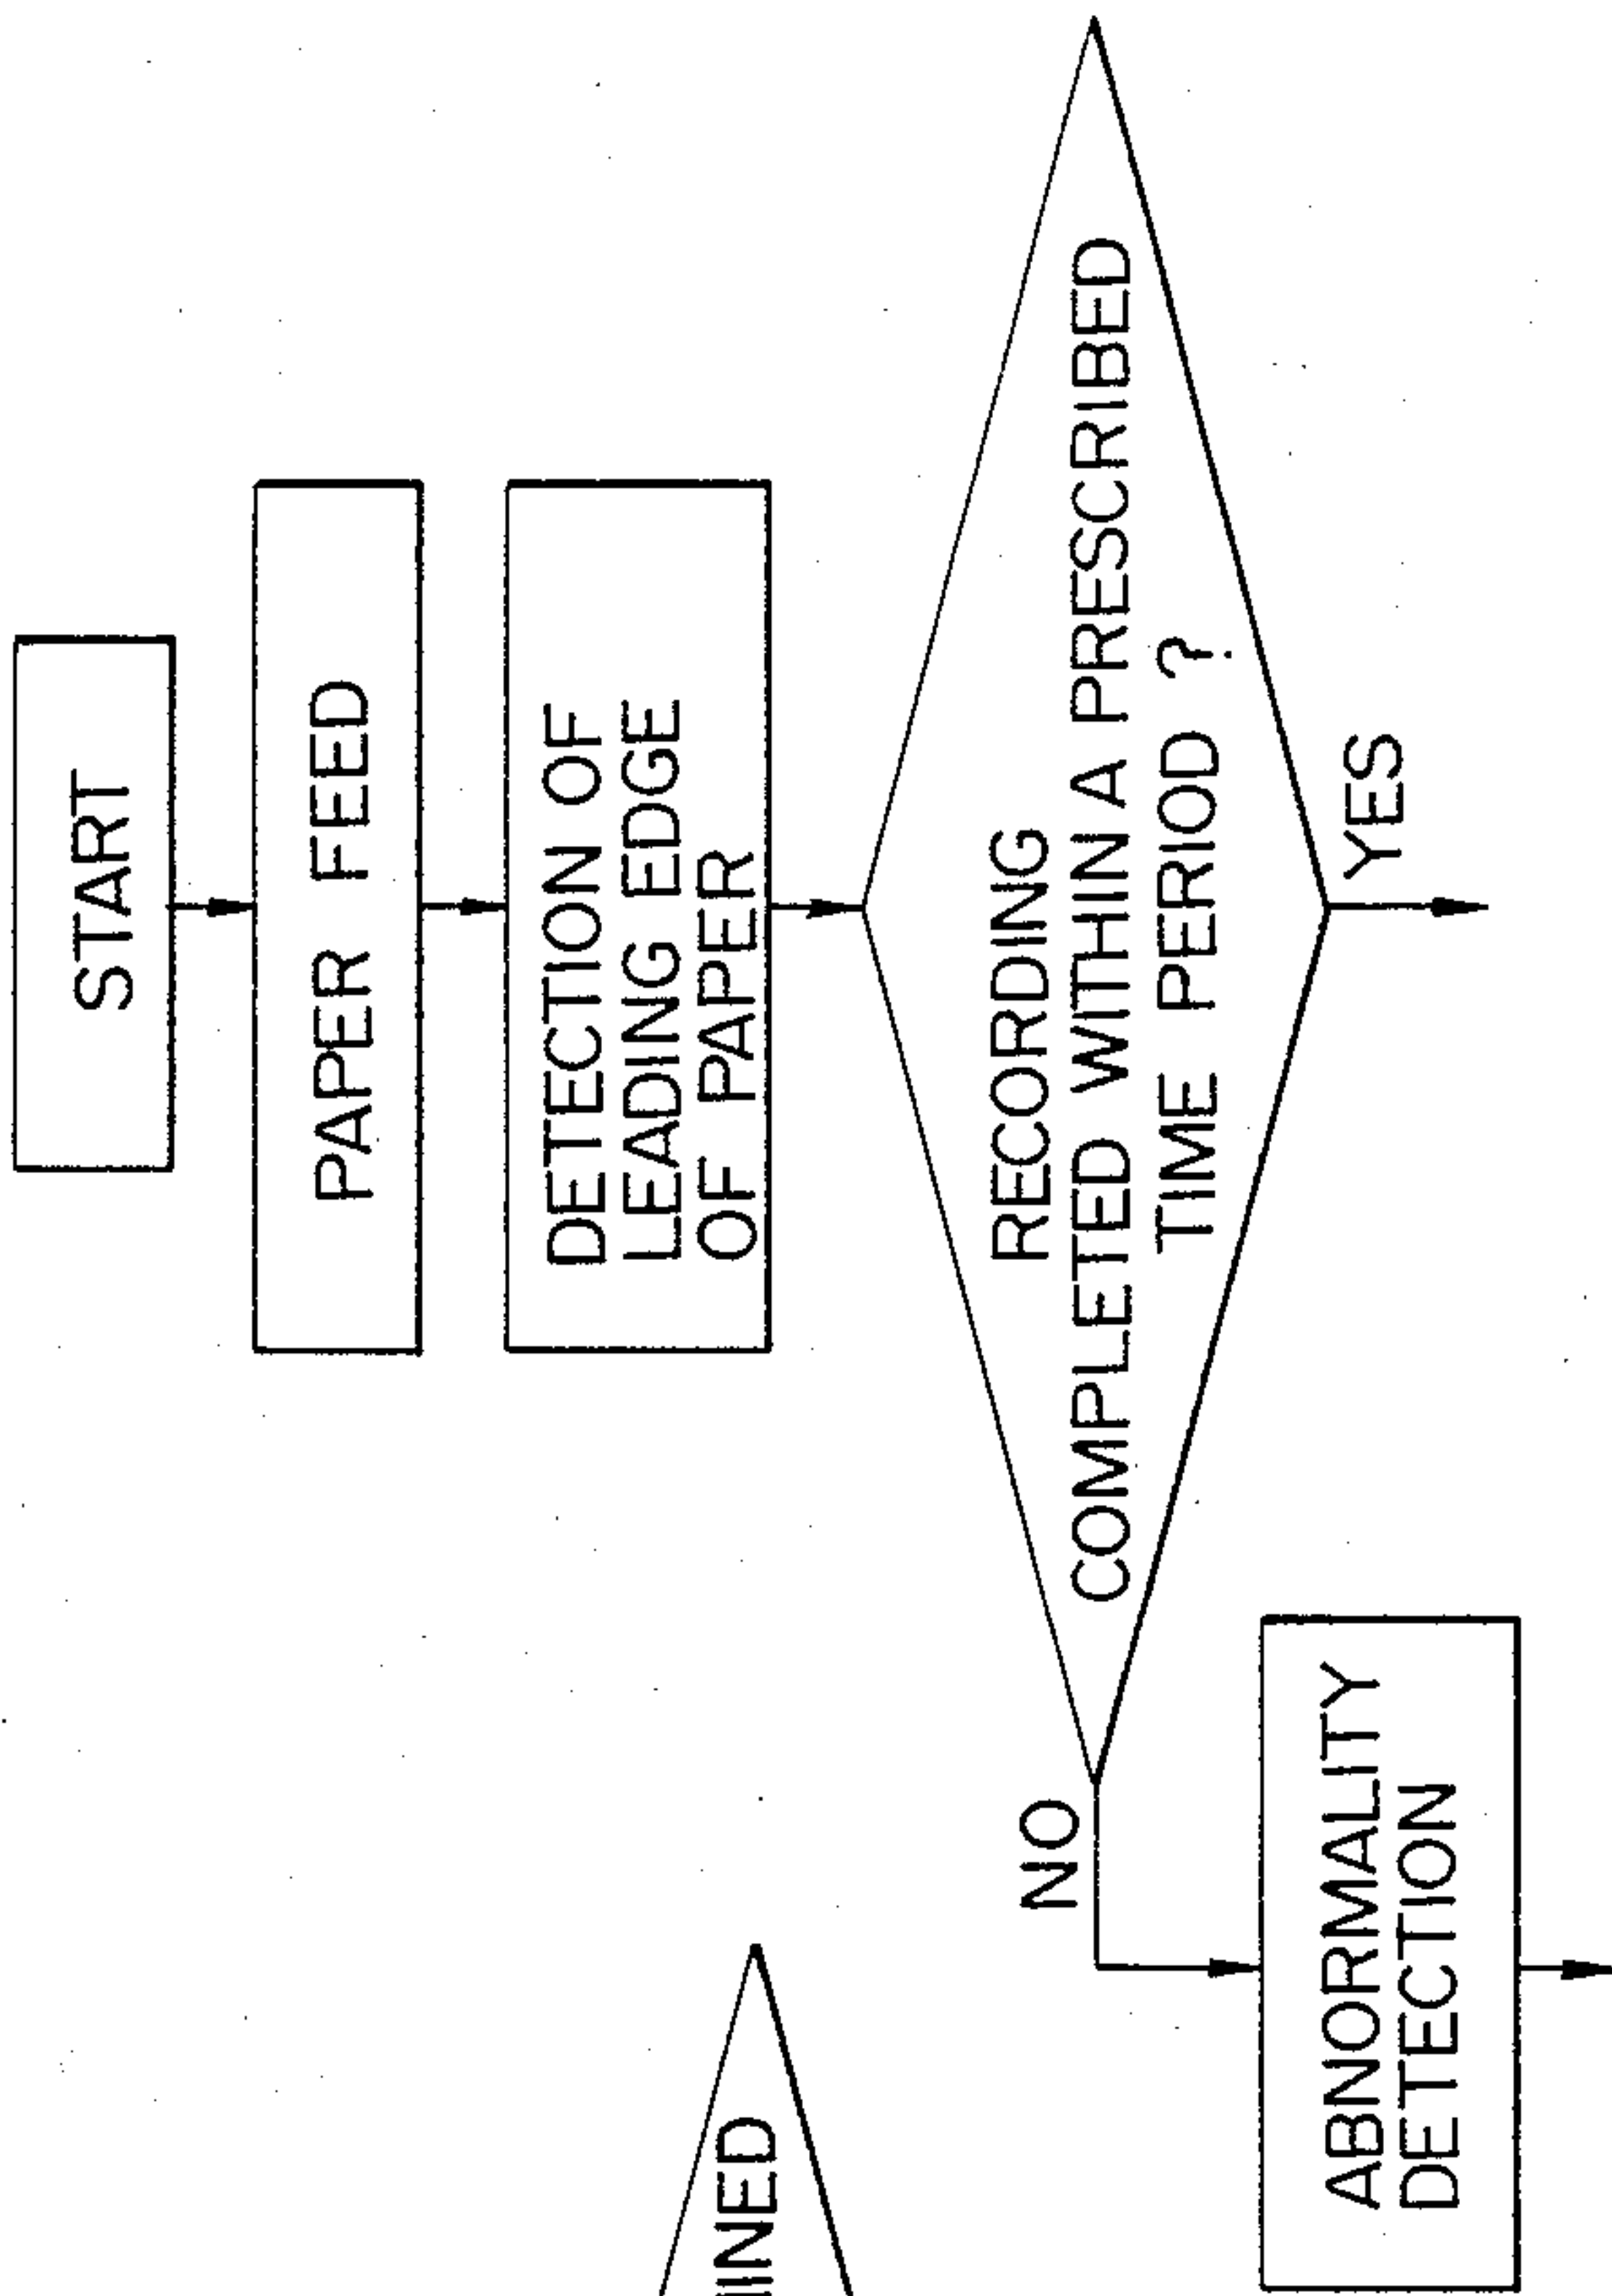 START
PAPER FEED
DETECTION OF
LEADING EDGE
OF PAPER
RECORDING
COMPLETED WITHIN A PRESCRIBED
TIME PERIOD ?
YES
NO
ABNORMALITY
DETECTION